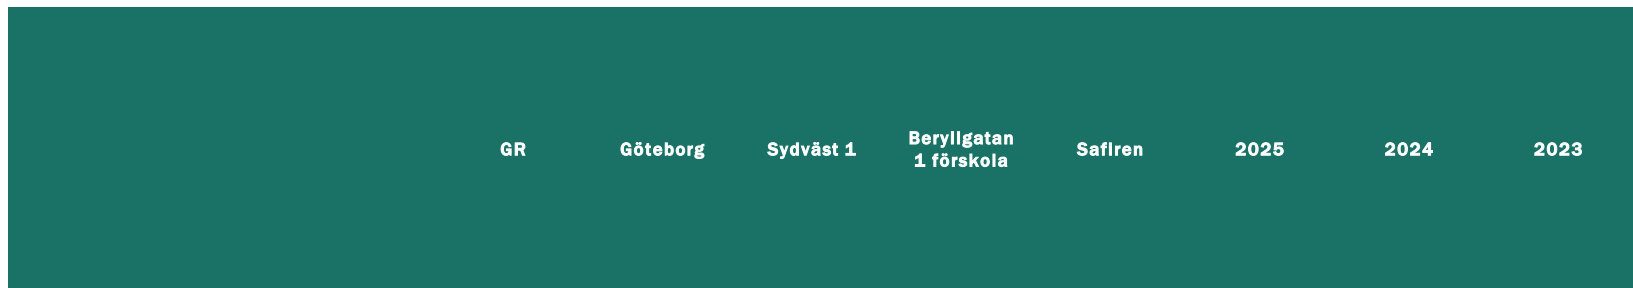 GR Göteborg Sydväst 1 Beryllgatan 1 förskola Safiren 2025 2024 2023